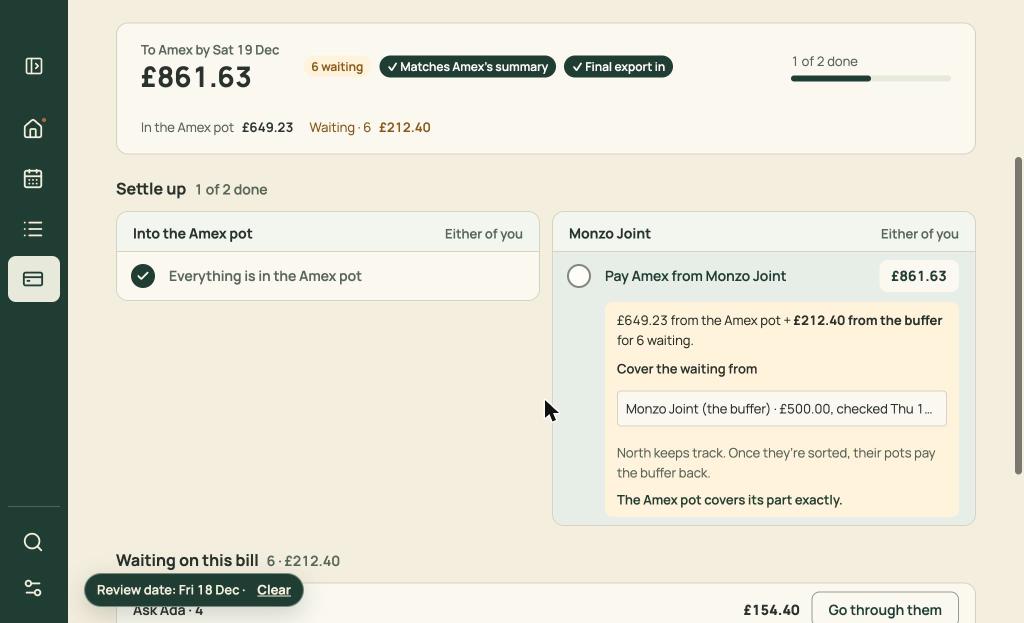 To Amex by Sat 19 Dec
£861.63
6 waiting
Matches Amex's summary
Final export in
1 of 2 done
In the Amex pot £649.23 Waiting · 6 £212.40
Settle up 1 of 2 done
Into the Amex pot
Either of you
Everything is in the Amex pot
Monzo Joint
Either of you
Pay Amex from Monzo Joint
£861.63
£649.23 from the Amex pot + £212.40 from the buffer
for 6 waiting.
Cover the waiting from
Monzo Joint (the buffer) · £500.00, checked Thu 1…
North keeps track. Once they're sorted, their pots pay
the buffer back.
The Amex pot covers its part exactly.
Waiting on this bill 6 · £212.40
Review date: Fri 18 Dec · Clear
Ask Ada · 4
£154.40
Go through them